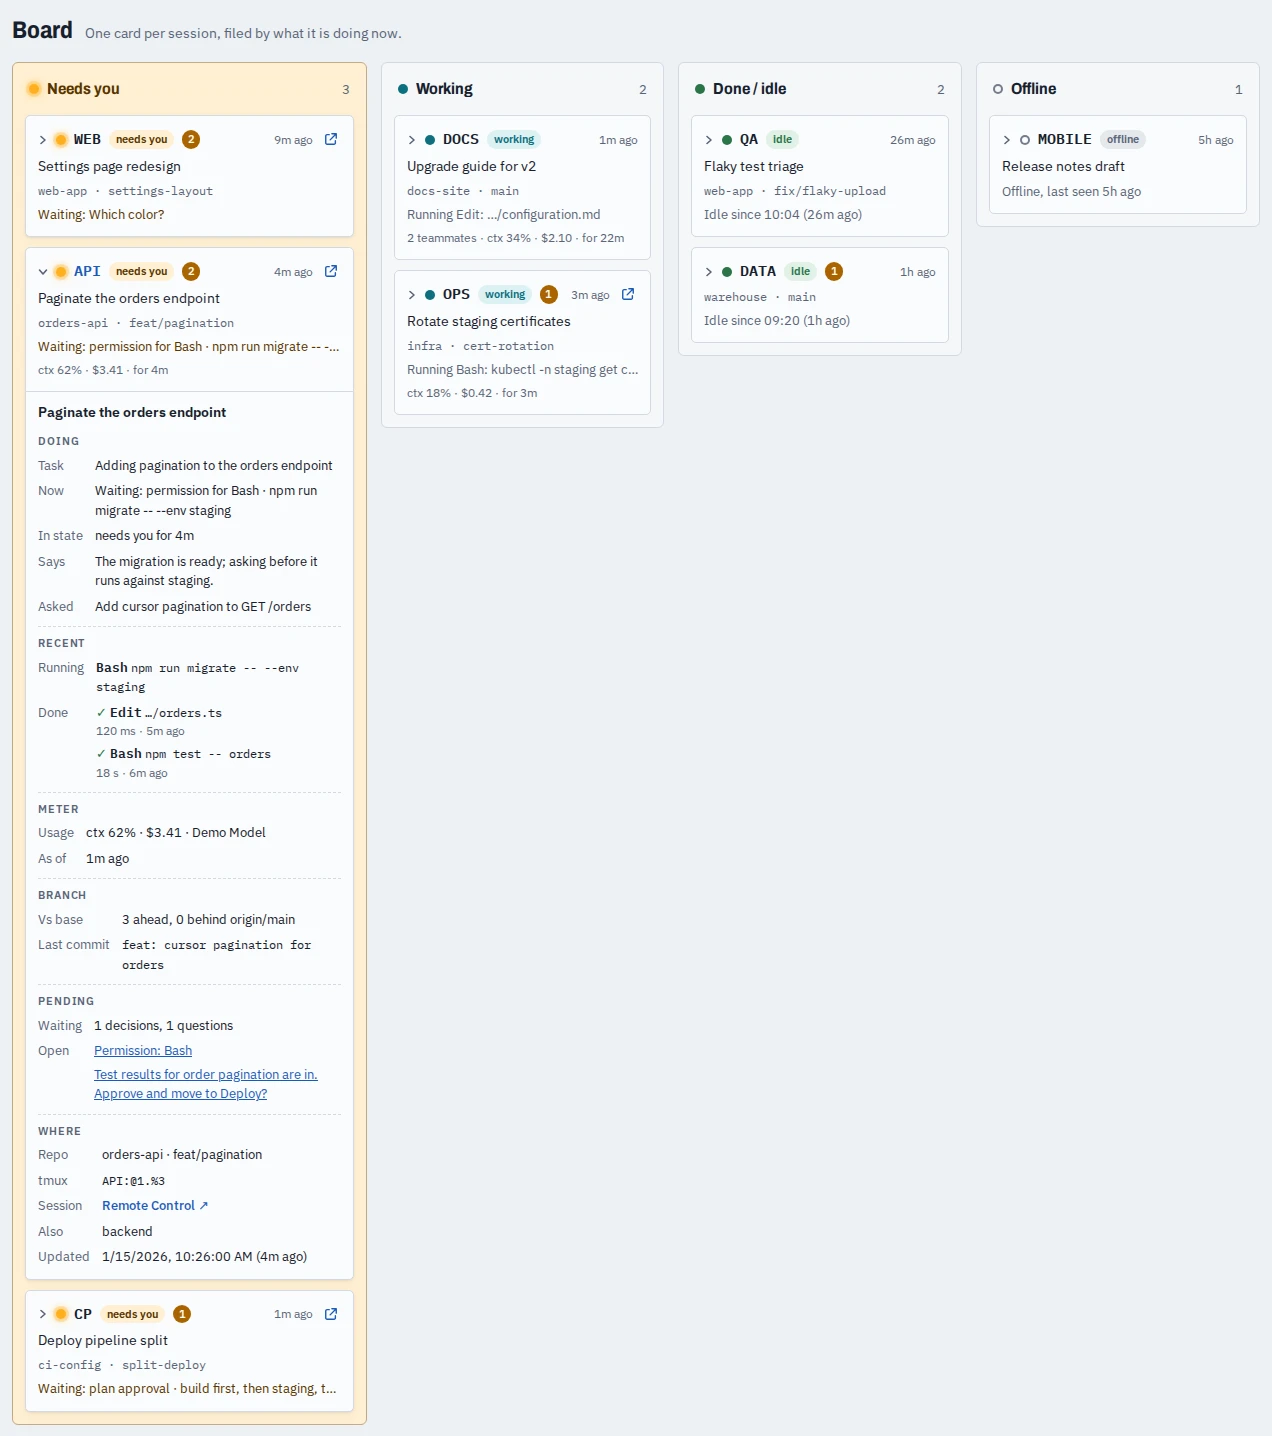 Board One card per session, filed by what it is doing now.
Needs you 3
WEB needs you 2 9m ago
Settings page redesign
web-app · settings-layout
Waiting: Which color?
API needs you 2 4m ago
Paginate the orders endpoint
orders-api · feat/pagination
Waiting: permission for Bash · npm run migrate -- -...
ctx 62% · $3.41 · for 4m
Paginate the orders endpoint
DOING
Task Adding pagination to the orders endpoint
Now Waiting: permission for Bash · npm run
migrate -- --env staging
In state needs you for 4m
Says The migration is ready; asking before it
runs against staging.
Asked Add cursor pagination to GET /orders
RECENT
Running Bash npm run migrate -- --env
staging
Done ✓ Edit …/orders.ts
120 ms · 5m ago
✓ Bash npm test -- orders
18 s · 6m ago
METER
Usage ctx 62% · $3.41 · Demo Model
As of 1m ago
BRANCH
Vs base 3 ahead, 0 behind origin/main
Last commit feat: cursor pagination for
orders
PENDING
Waiting 1 decisions, 1 questions
Open Permission: Bash
Test results for order pagination are in.
Approve and move to Deploy?
WHERE
Repo orders-api · feat/pagination
tmux API:@1.%3
Session Remote Control ↗
Also backend
Updated 1/15/2026, 10:26:00 AM (4m ago)
CP needs you 1 1m ago
Deploy pipeline split
ci-config · split-deploy
Waiting: plan approval · build first, then staging, t...
Working 2
DOCS working 1m ago
Upgrade guide for v2
docs-site · main
Running Edit: …/configuration.md
2 teammates · ctx 34% · $2.10 · for 22m
OPS working 1 3m ago
Rotate staging certificates
infra · cert-rotation
Running Bash: kubectl -n staging get c...
ctx 18% · $0.42 · for 3m
Done / idle 2
QA idle 26m ago
Flaky test triage
web-app · fix/flaky-upload
Idle since 10:04 (26m ago)
DATA idle 1 1h ago
warehouse · main
Idle since 09:20 (1h ago)
Offline 1
MOBILE offline 5h ago
Release notes draft
Offline, last seen 5h ago